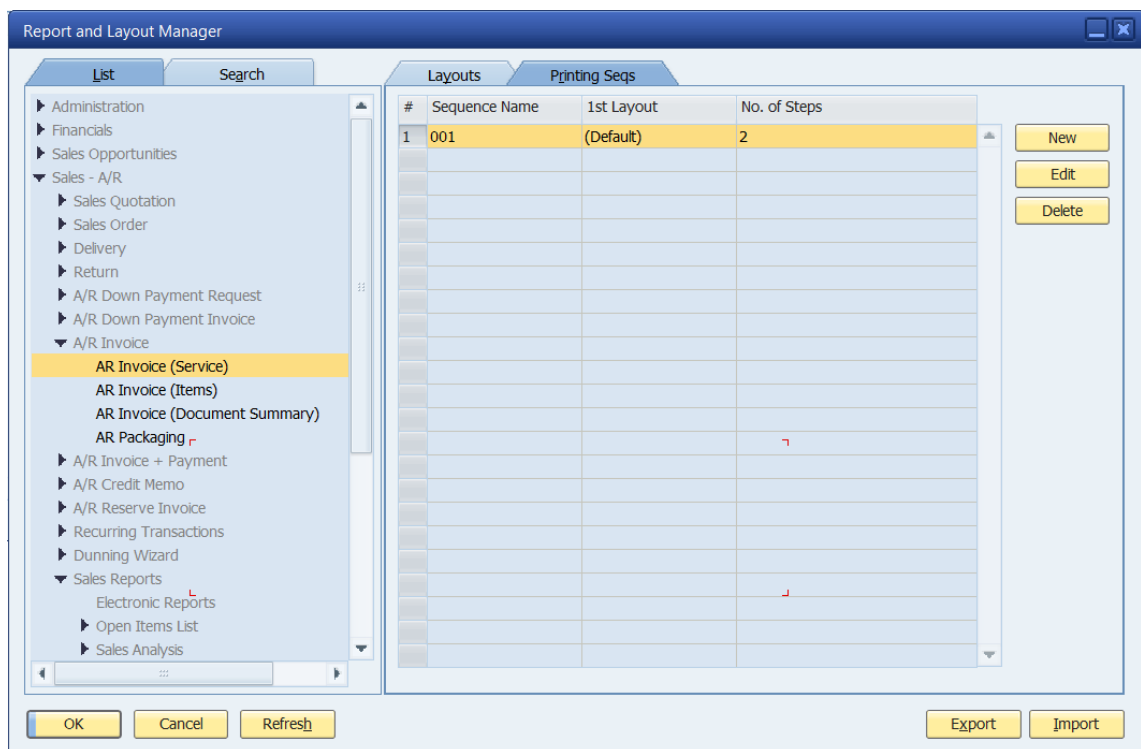 Report and Layout Manager
List Search
Layouts Printing Seqs
Administration
Financials
Sales Opportunities
Sales - A/R
Sales Quotation
Sales Order
Delivery
Return
A/R Down Payment Request
A/R Down Payment Invoice
A/R Invoice
AR Invoice (Service)
AR Invoice (Items)
AR Invoice (Document Summary)
AR Packaging
A/R Invoice + Payment
A/R Credit Memo
A/R Reserve Invoice
Recurring Transactions
Dunning Wizard
Sales Reports
Electronic Reports
Open Items List
Sales Analysis
# Sequence Name 1st Layout No. of Steps
1 001 (Default) 2
New
Edit
Delete
OK Cancel Refresh Export Import